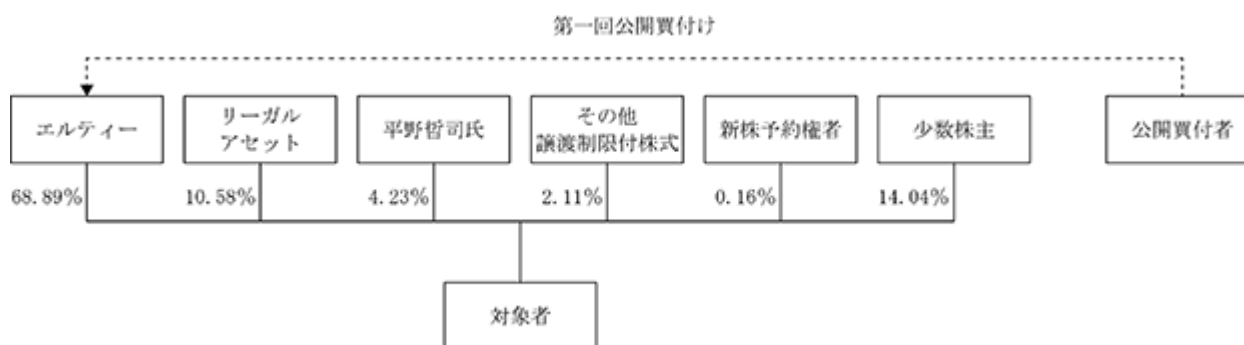 第一回公開買付け
エルティー
リーガル
アセット
平野哲司氏
その他
譲渡制限付株式
新株予約権者
少数株主
公開買付者
68.89%
10.58%
4.23%
2.11%
0.16%
14.04%
対象者